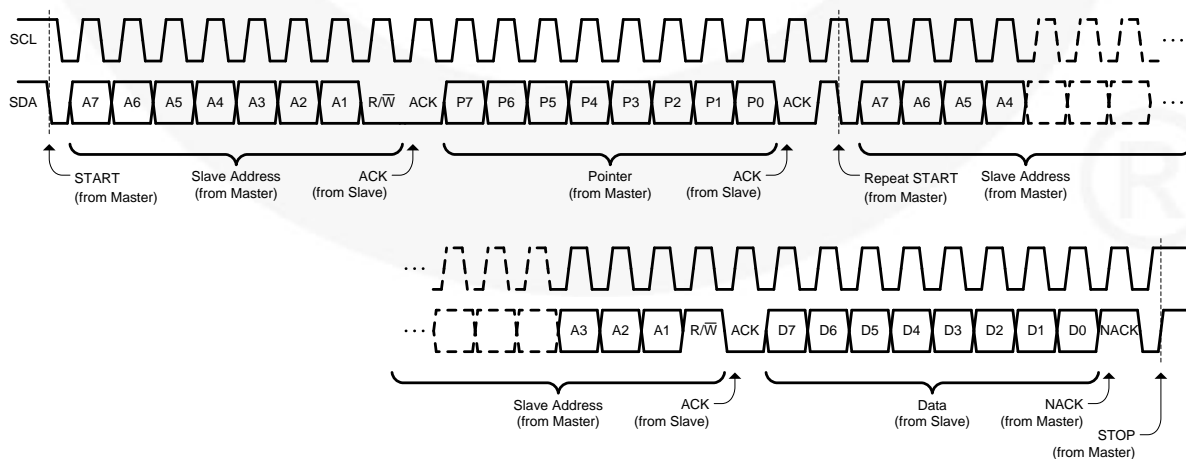 SCL
...
SDA A7 A6 A5 A4 A3 A2 A1 R/W̅ ACK P7 P6 P5 P4 P3 P2 P1 P0 ACK A7 A6 A5 A4
...
START
(from Master)
Slave Address
(from Master)
ACK
(from Slave)
Pointer
(from Master)
ACK
(from Slave)
Repeat START
(from Master)
Slave Address
(from Master)
®
...
... A3 A2 A1 R/W̅ ACK D7 D6 D5 D4 D3 D2 D1 D0 NACK
Slave Address
(from Master)
ACK
(from Slave)
Data
(from Slave)
NACK
(from Master)
STOP
(from Master)